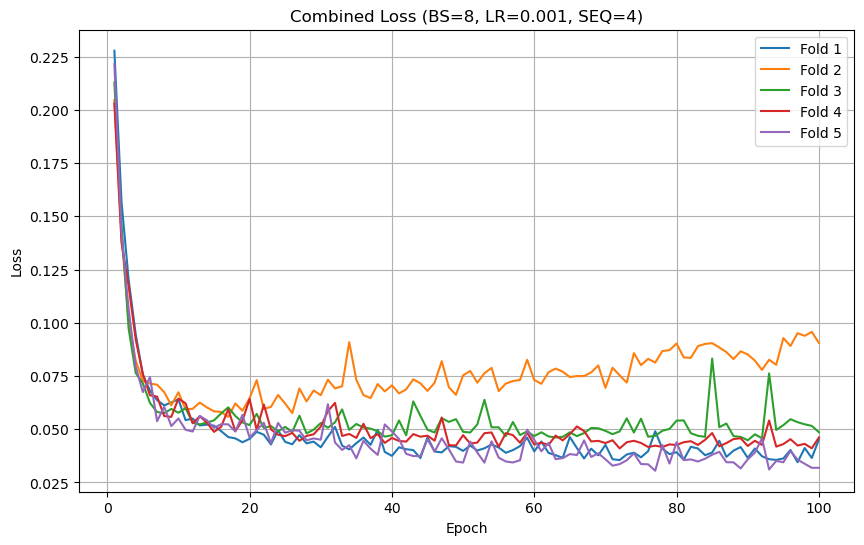 Combined Loss (BS=8, LR=0.001, SEQ=4)
Fold 1
Fold 2
Fold 3
Fold 4
Fold 5
0.225
0.200
0.175
0.150
0.125
0.100
0.075
0.050
0.025
Loss
0
20
40
60
80
100
Epoch